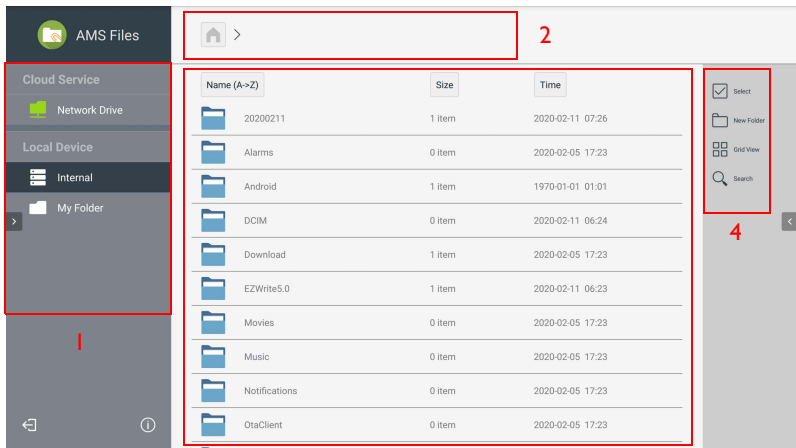 AMS Files
>
2
Cloud Service
Network Drive
Local Device
Internal
My Folder
1
Name (A->Z) Size Time
20200211 1 item 2020-02-11 07:26
Alarms 0 item 2020-02-05 17:23
Android 1 item 1970-01-01 01:01
DCIM 0 item 2020-02-11 06:24
Download 1 item 2020-02-05 17:23
EZWrite5.0 1 item 2020-02-11 06:23
Movies 0 item 2020-02-05 17:23
Music 0 item 2020-02-05 17:23
Notifications 0 item 2020-02-05 17:23
OtaClient 0 item 2020-02-05 17:23
Select
New Folder
Grid View
Search
4